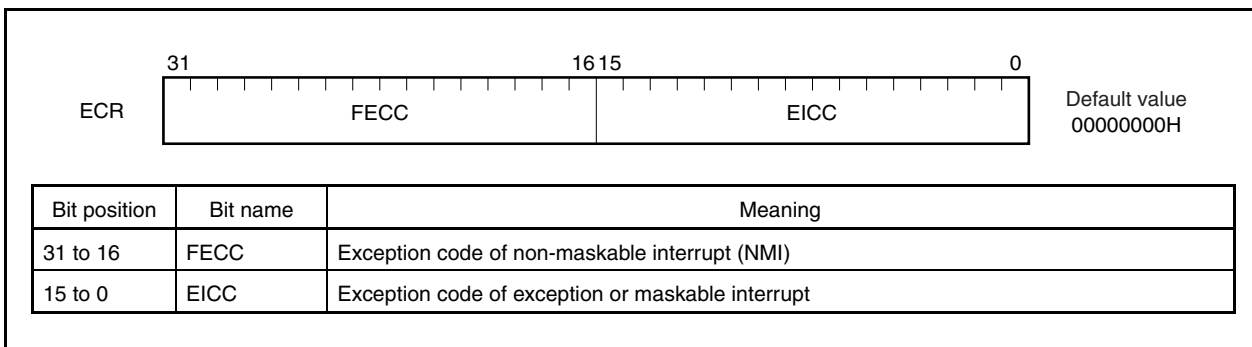 31 16 15 0
ECR FECC EICC Default value
00000000H
Bit position Bit name Meaning
31 to 16 FECC Exception code of non-maskable interrupt (NMI)
15 to 0 EICC Exception code of exception or maskable interrupt